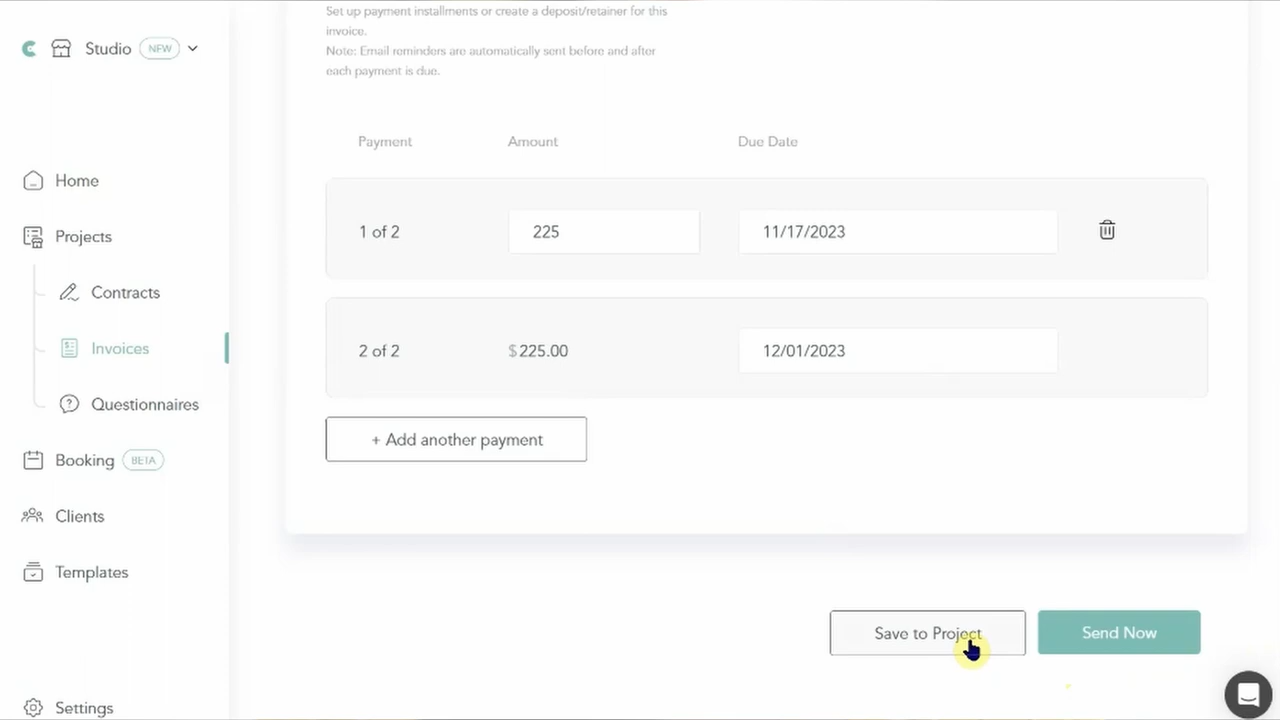 Studio NEW
Home
Projects
Contracts
Invoices
Questionnaires
Booking BETA
Clients
Templates
Settings
Set up payment installments or create a deposit/retainer for this
invoice.
Note: Email reminders are automatically sent before and after
each payment is due.
Payment Amount Due Date
1 of 2 225 11/17/2023
2 of 2 $225.00 12/01/2023
+ Add another payment
Save to Project Send Now